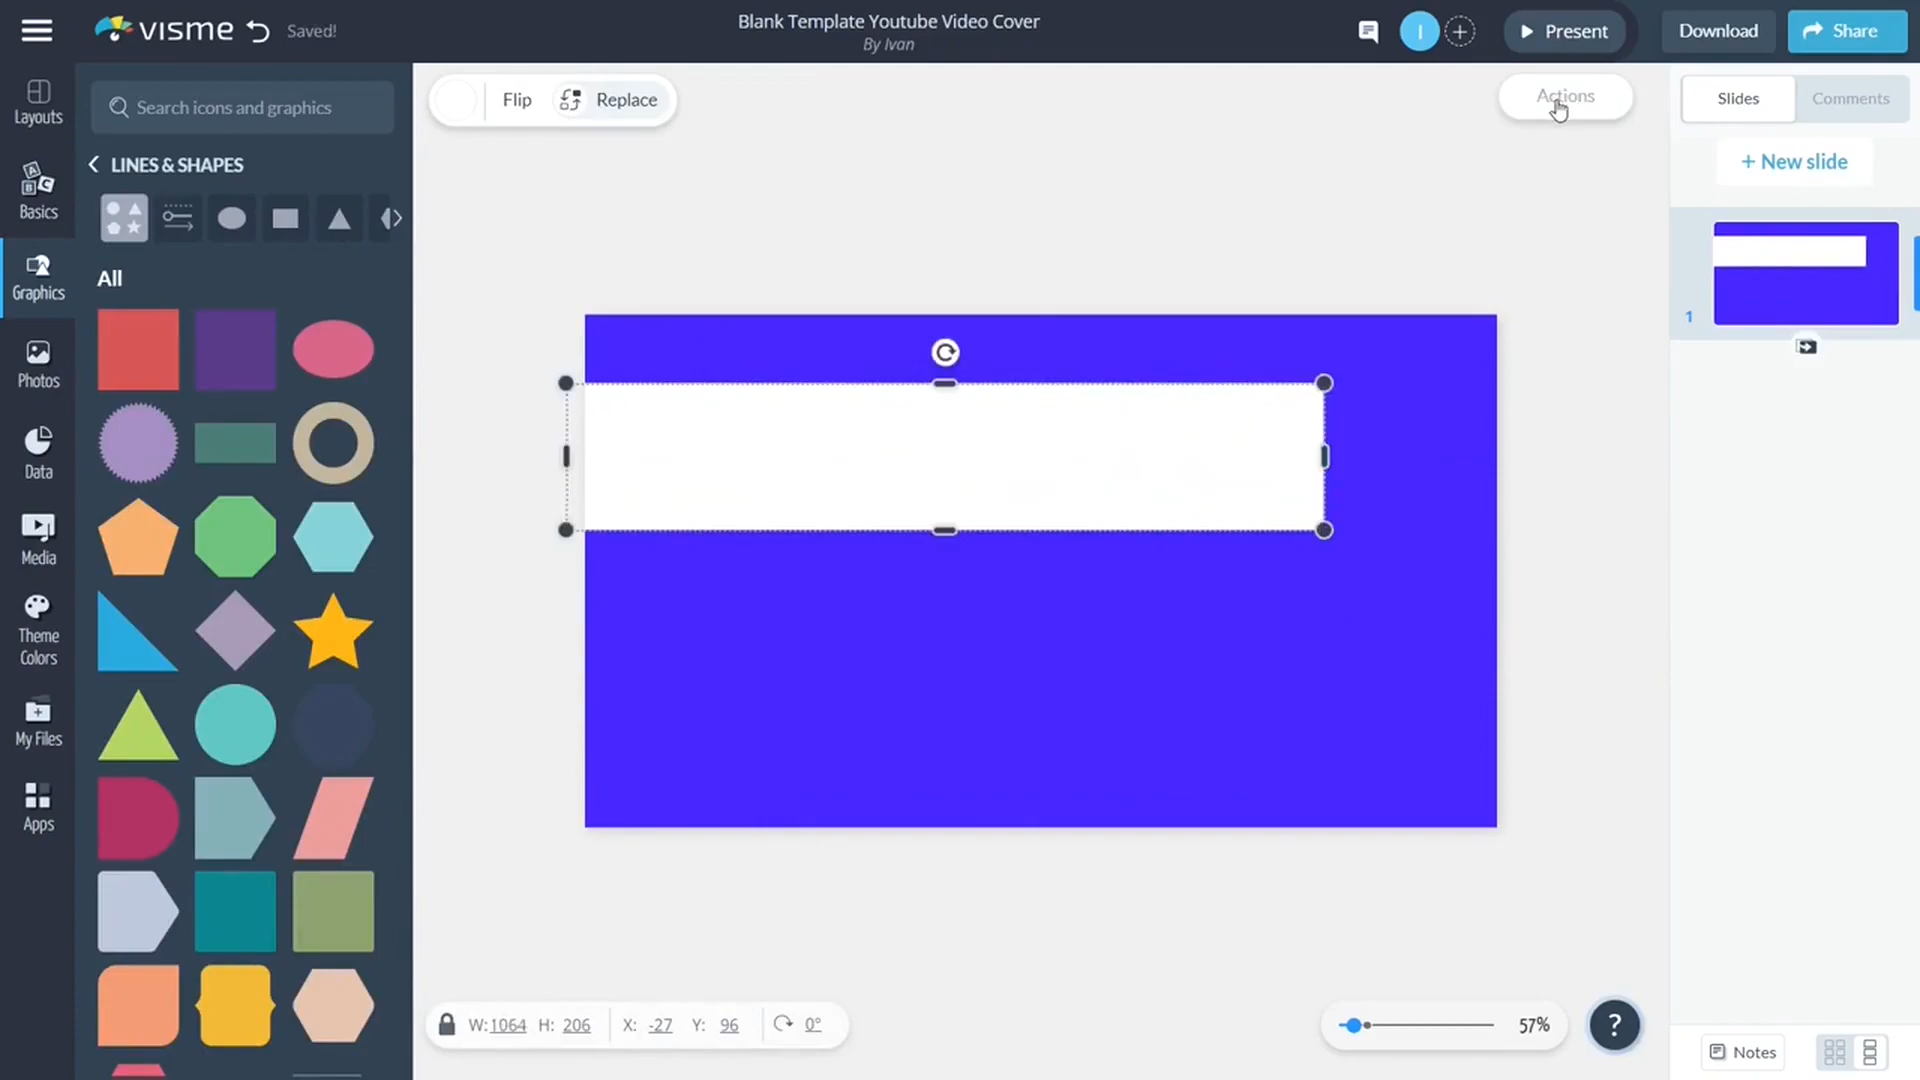 visme
Saved!
Blank Template Youtube Video Cover
By Ivan
I
Present
Download
Share
Layouts
Basics
Graphics
Photos
Data
Media
Theme
Colors
My Files
Apps
Search icons and graphics
LINES & SHAPES
All
Flip
Replace
Actions
Slides
Comments
+ New slide
1
W: 1064 H: 206 X: -27 Y: 96 0°
57%
?
Notes